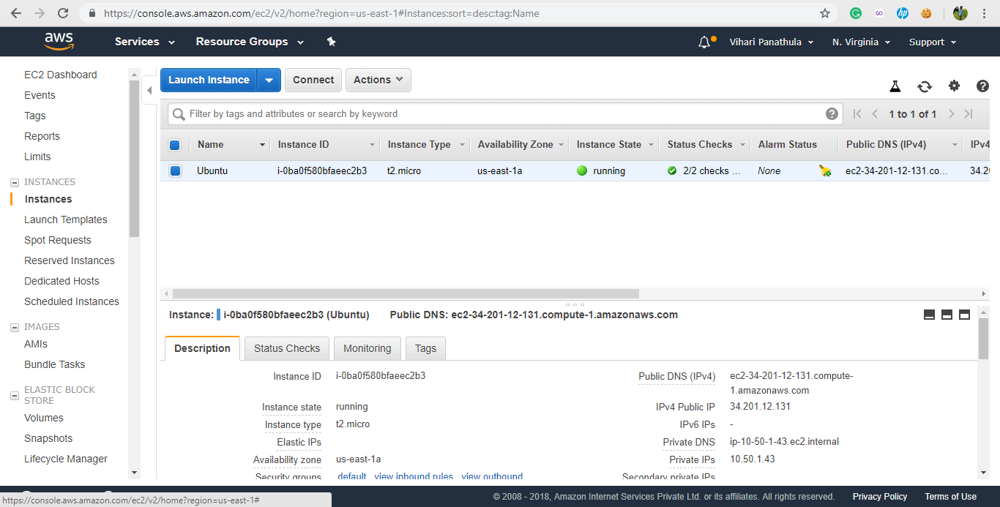 https://console.aws.amazon.com/ec2/v2/home?region=us-east-1#Instances:sort=desc:tag:Name
aws Services Resource Groups Vihari Panathula N. Virginia Support
EC2 Dashboard
Events
Tags
Reports
Limits
INSTANCES
Instances
Launch Templates
Spot Requests
Reserved Instances
Dedicated Hosts
Scheduled Instances
IMAGES
AMIs
Bundle Tasks
ELASTIC BLOCK
STORE
Volumes
Snapshots
Lifecycle Manager
Launch Instance Connect Actions
Filter by tags and attributes or search by keyword 1 to 1 of 1
Name Instance ID Instance Type Availability Zone Instance State Status Checks Alarm Status Public DNS (IPv4) IPv4
Ubuntu i-0ba0f580bfaeec2b3 t2.micro us-east-1a running 2/2 checks ... None ec2-34-201-12-131.co... 34.20
Instance: i-0ba0f580bfaeec2b3 (Ubuntu) Public DNS: ec2-34-201-12-131.compute-1.amazonaws.com
Description Status Checks Monitoring Tags
Instance ID i-0ba0f580bfaeec2b3 Public DNS (IPv4) ec2-34-201-12-131.compute-
1.amazonaws.com
Instance state running IPv4 Public IP 34.201.12.131
Instance type t2.micro IPv6 IPs -
Elastic IPs Private DNS ip-10-50-1-43.ec2.internal
Availability zone us-east-1a Private IPs 10.50.1.43
Security groups default view inbound rules view outbound Secondary private IPs
https://console.aws.amazon.com/ec2/v2/home?region=us-east-1#
© 2008 - 2018, Amazon Internet Services Private Ltd. or its affiliates. All rights reserved. Privacy Policy Terms of Use